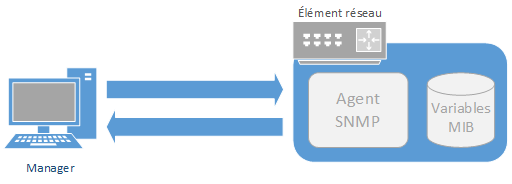 Élément réseau
Agent
SNMP
Variables
MIB
Manager